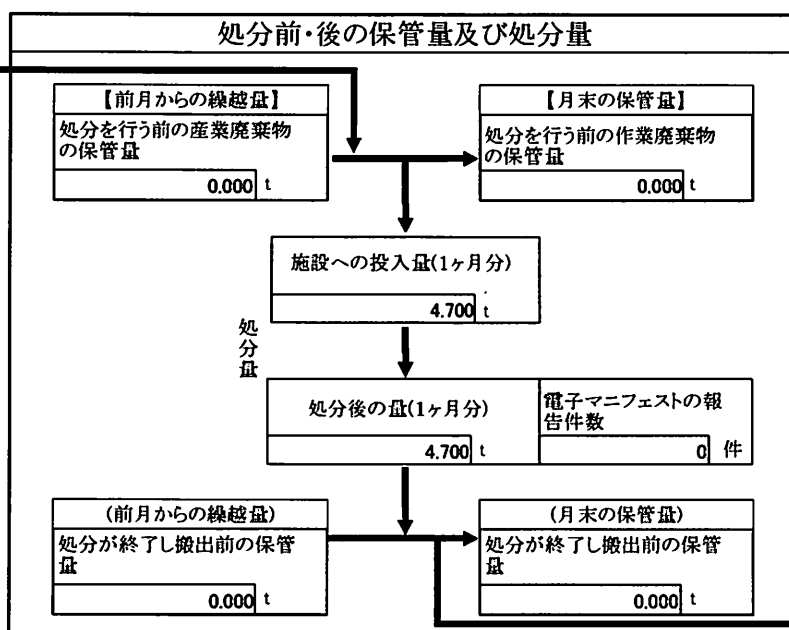 処分前・後の保管量及び処分量
【前月からの繰越量】
処分を行う前の産業廃棄物
の保管量
0.000 t
【月末の保管量】
処分を行う前の作業廃棄物
の保管量
0.000 t
施設への投入量(1ヶ月分)
4.700 t
処
分
量
処分後の量(1ヶ月分)
4.700 t
電子マニフェストの報
告件数
0 件
(前月からの繰越量)
処分が終了し搬出前の保管
量
0.000 t
(月末の保管量)
処分が終了し搬出前の保管
量
0.000 t